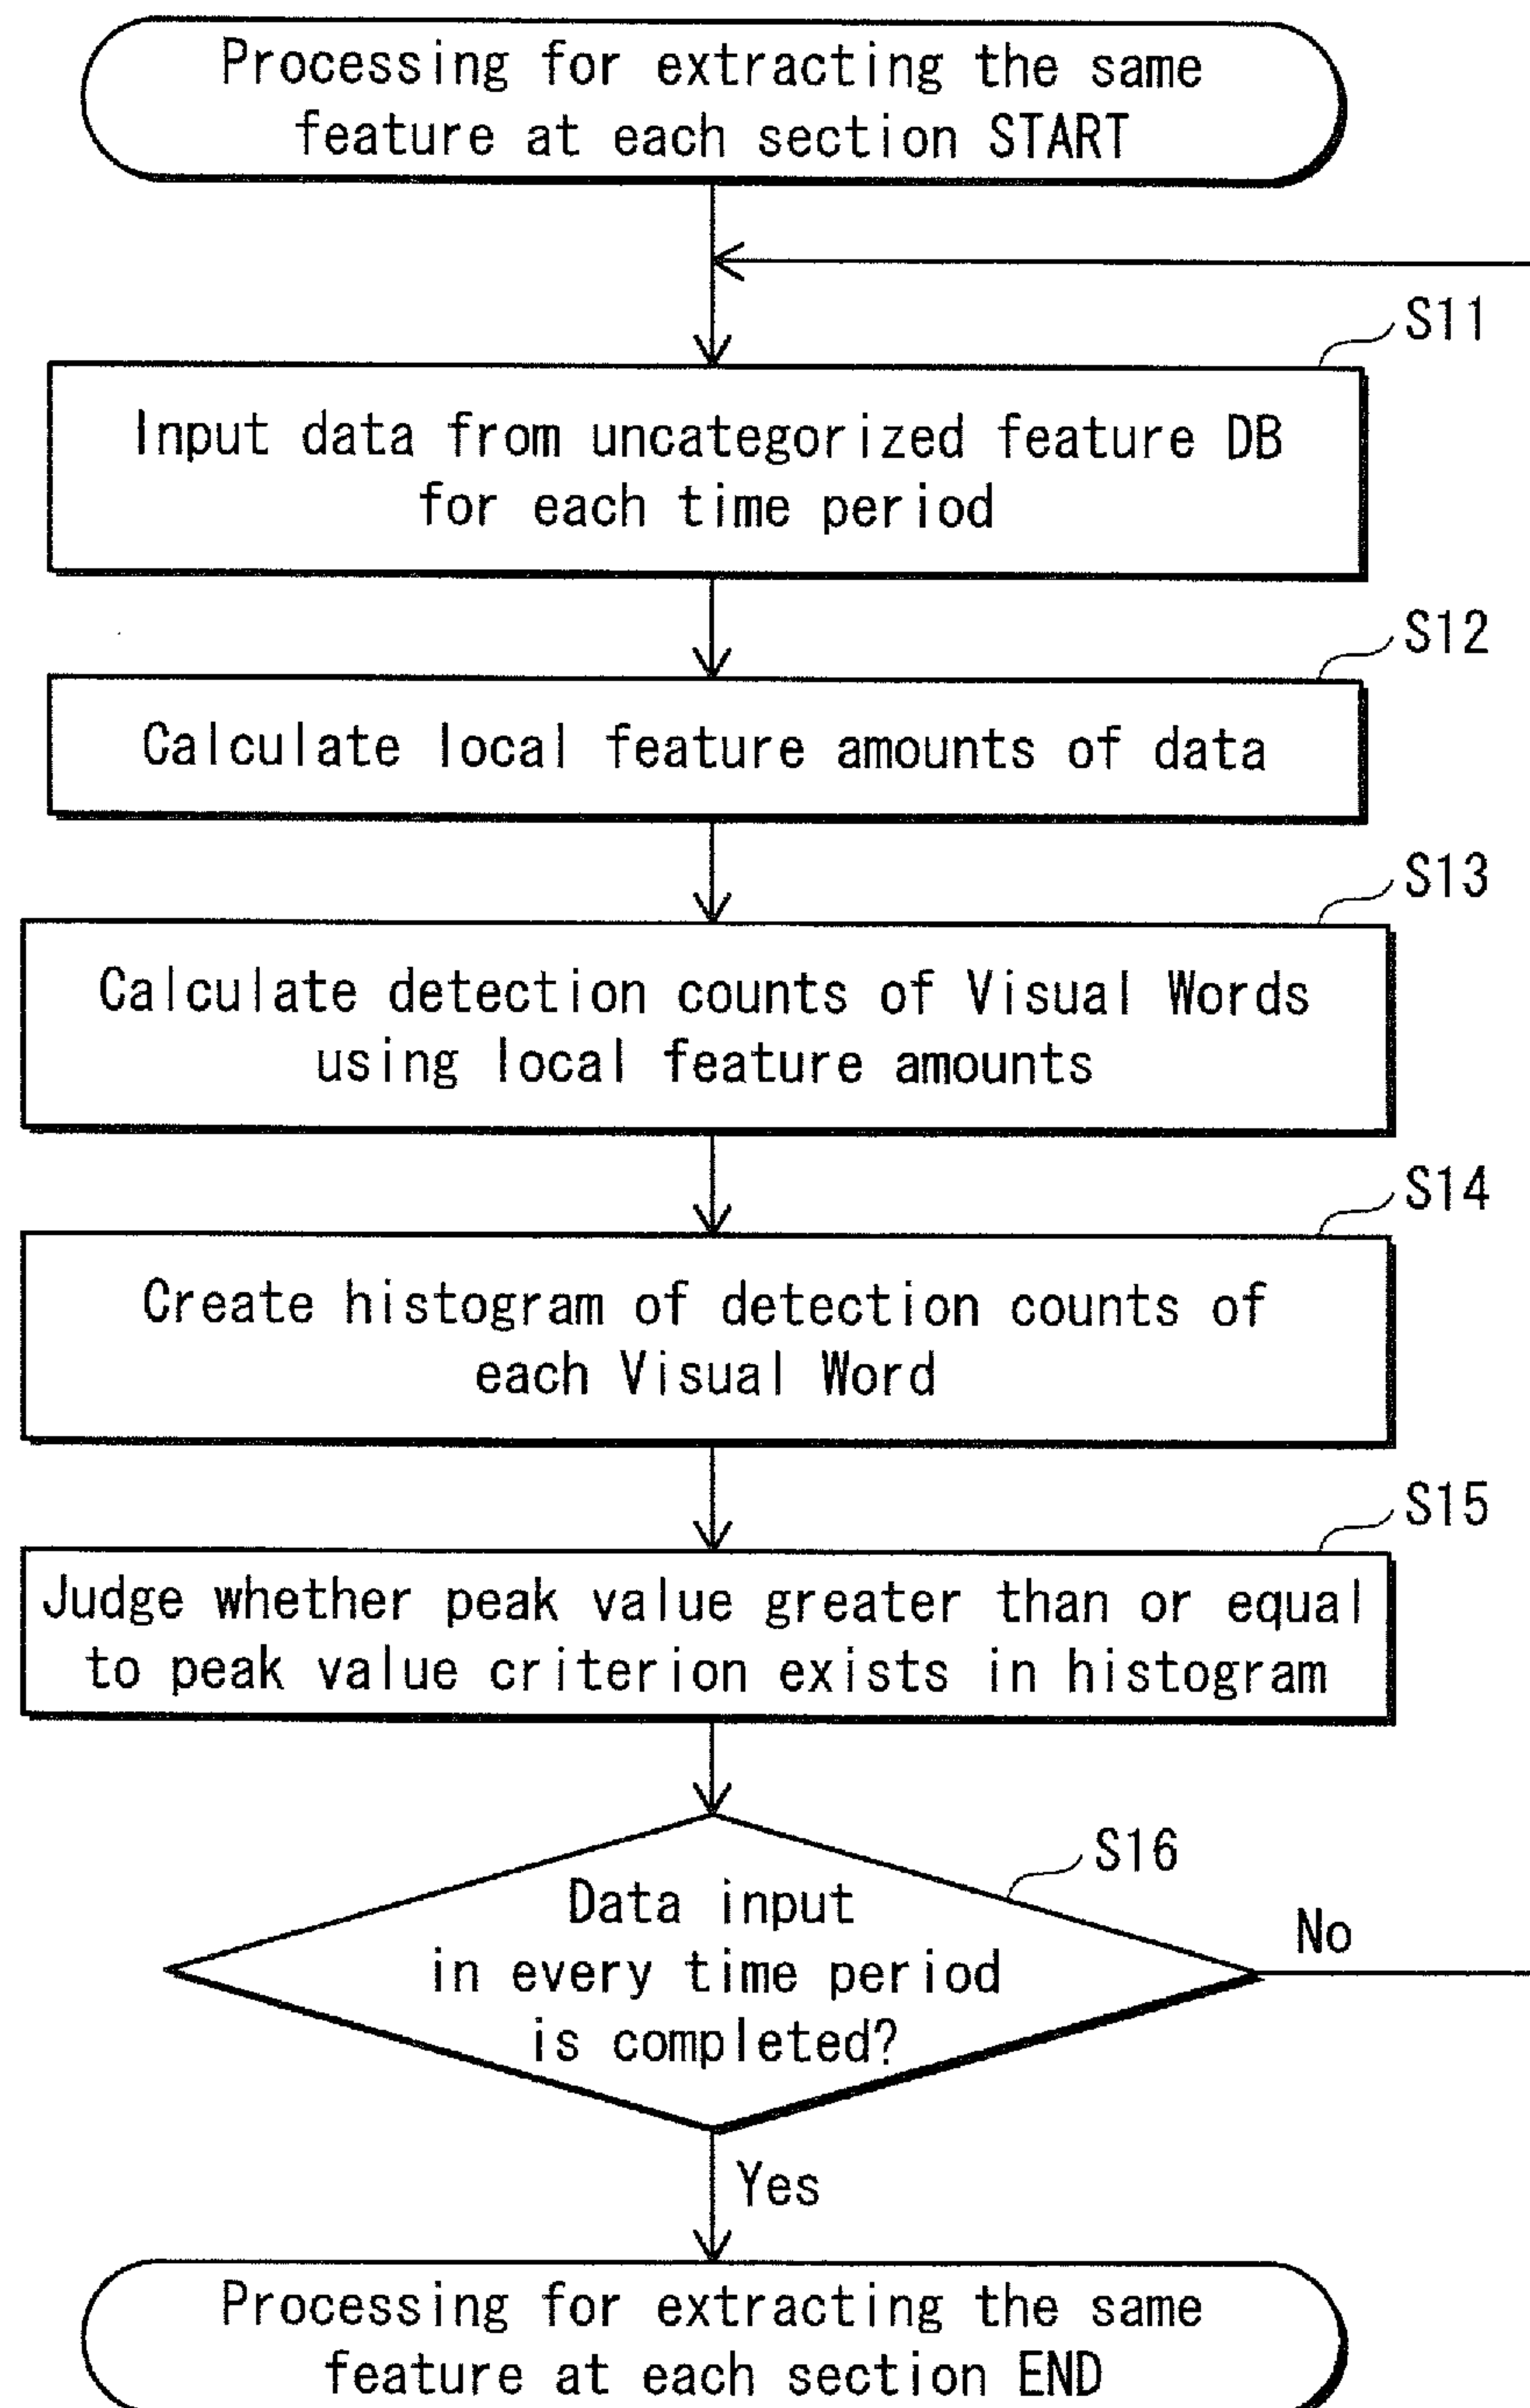 Processing for extracting the same
feature at each section START
S11
Input data from uncategorized feature DB
for each time period
S12
Calculate local feature amounts of data
S13
Calculate detection counts of Visual Words
using local feature amounts
S14
Create histogram of detection counts of
each Visual Word
S15
Judge whether peak value greater than or equal
to peak value criterion exists in histogram
S16
Data input
in every time period
is completed?
No
Yes
Processing for extracting the same
feature at each section END